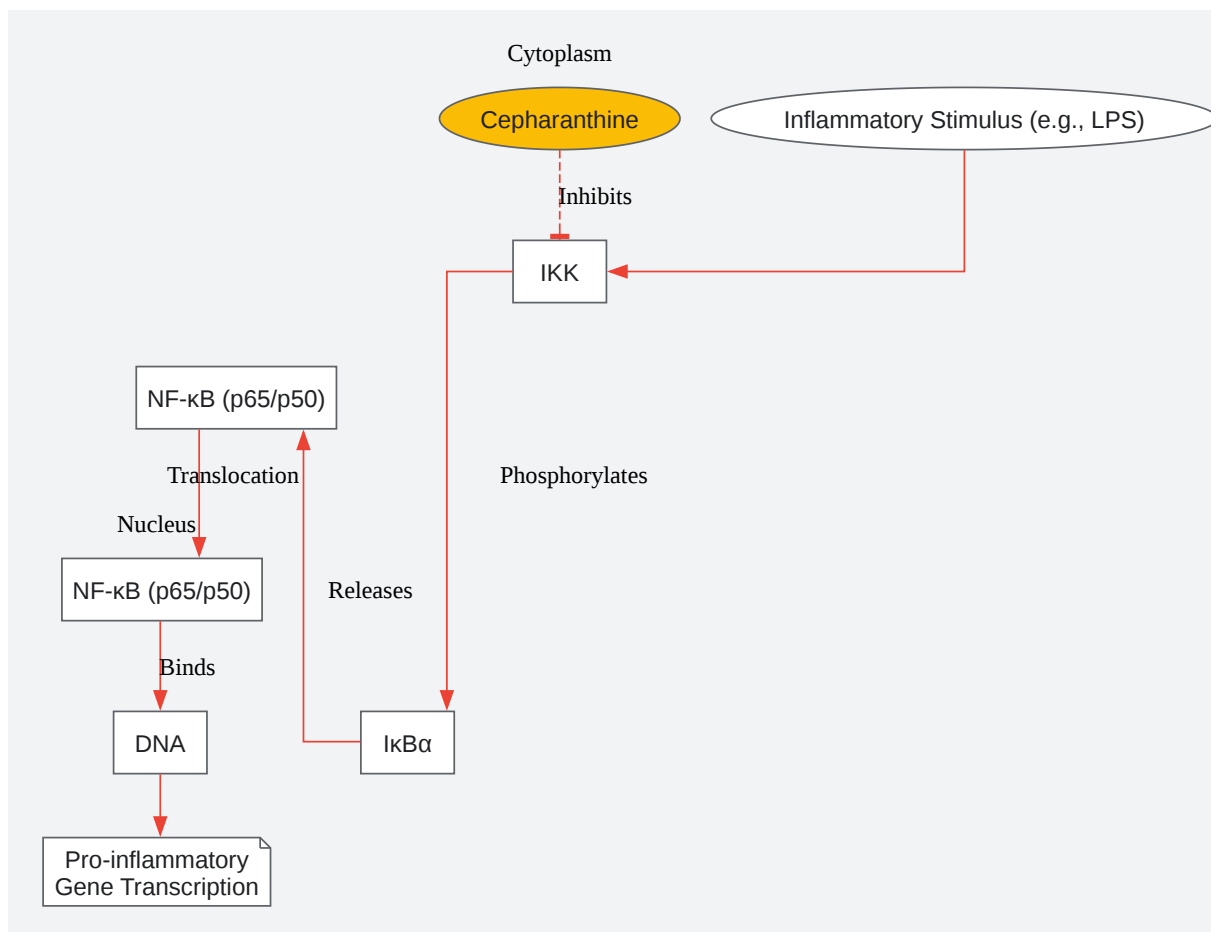 Cytoplasm
Cepharanthine
Inflammatory Stimulus (e.g., LPS)
Inhibits
IKK
NF-κB (p65/p50)
Translocation
Phosphorylates
Nucleus
NF-κB (p65/p50)
Releases
Binds
DNA
IκBα
Pro-inflammatory
Gene Transcription